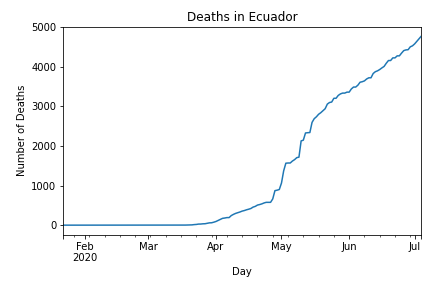 Deaths in Ecuador
Number of Deaths
5000
4000
3000
2000
1000
0
Feb
2020
Mar
Apr
May
Jun
Jul
Day